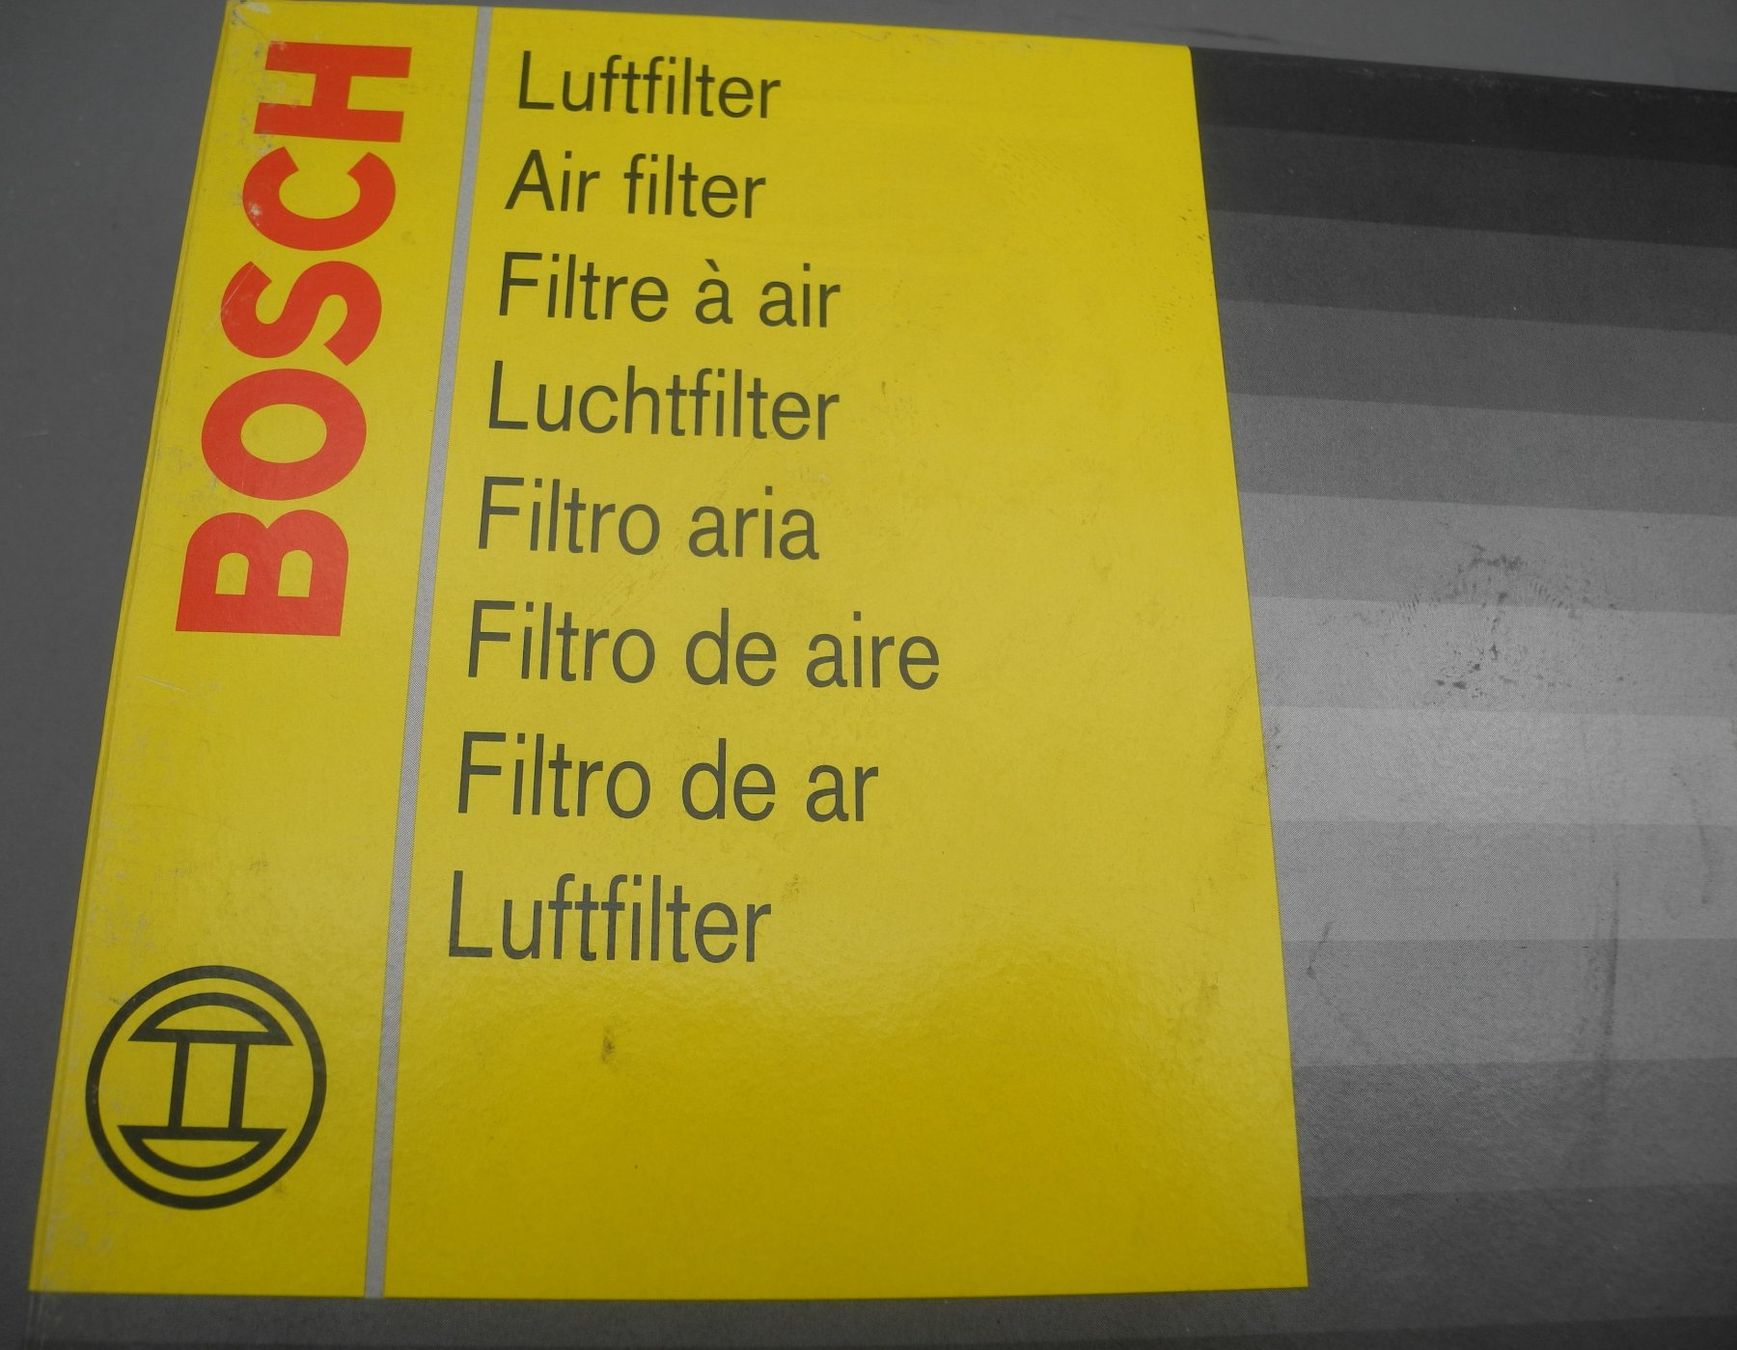 BOSCH
Luftfilter
Air filter
Filtre à air
Luchtfilter
Filtro aria
Filtro de aire
Filtro de ar
Luftfilter